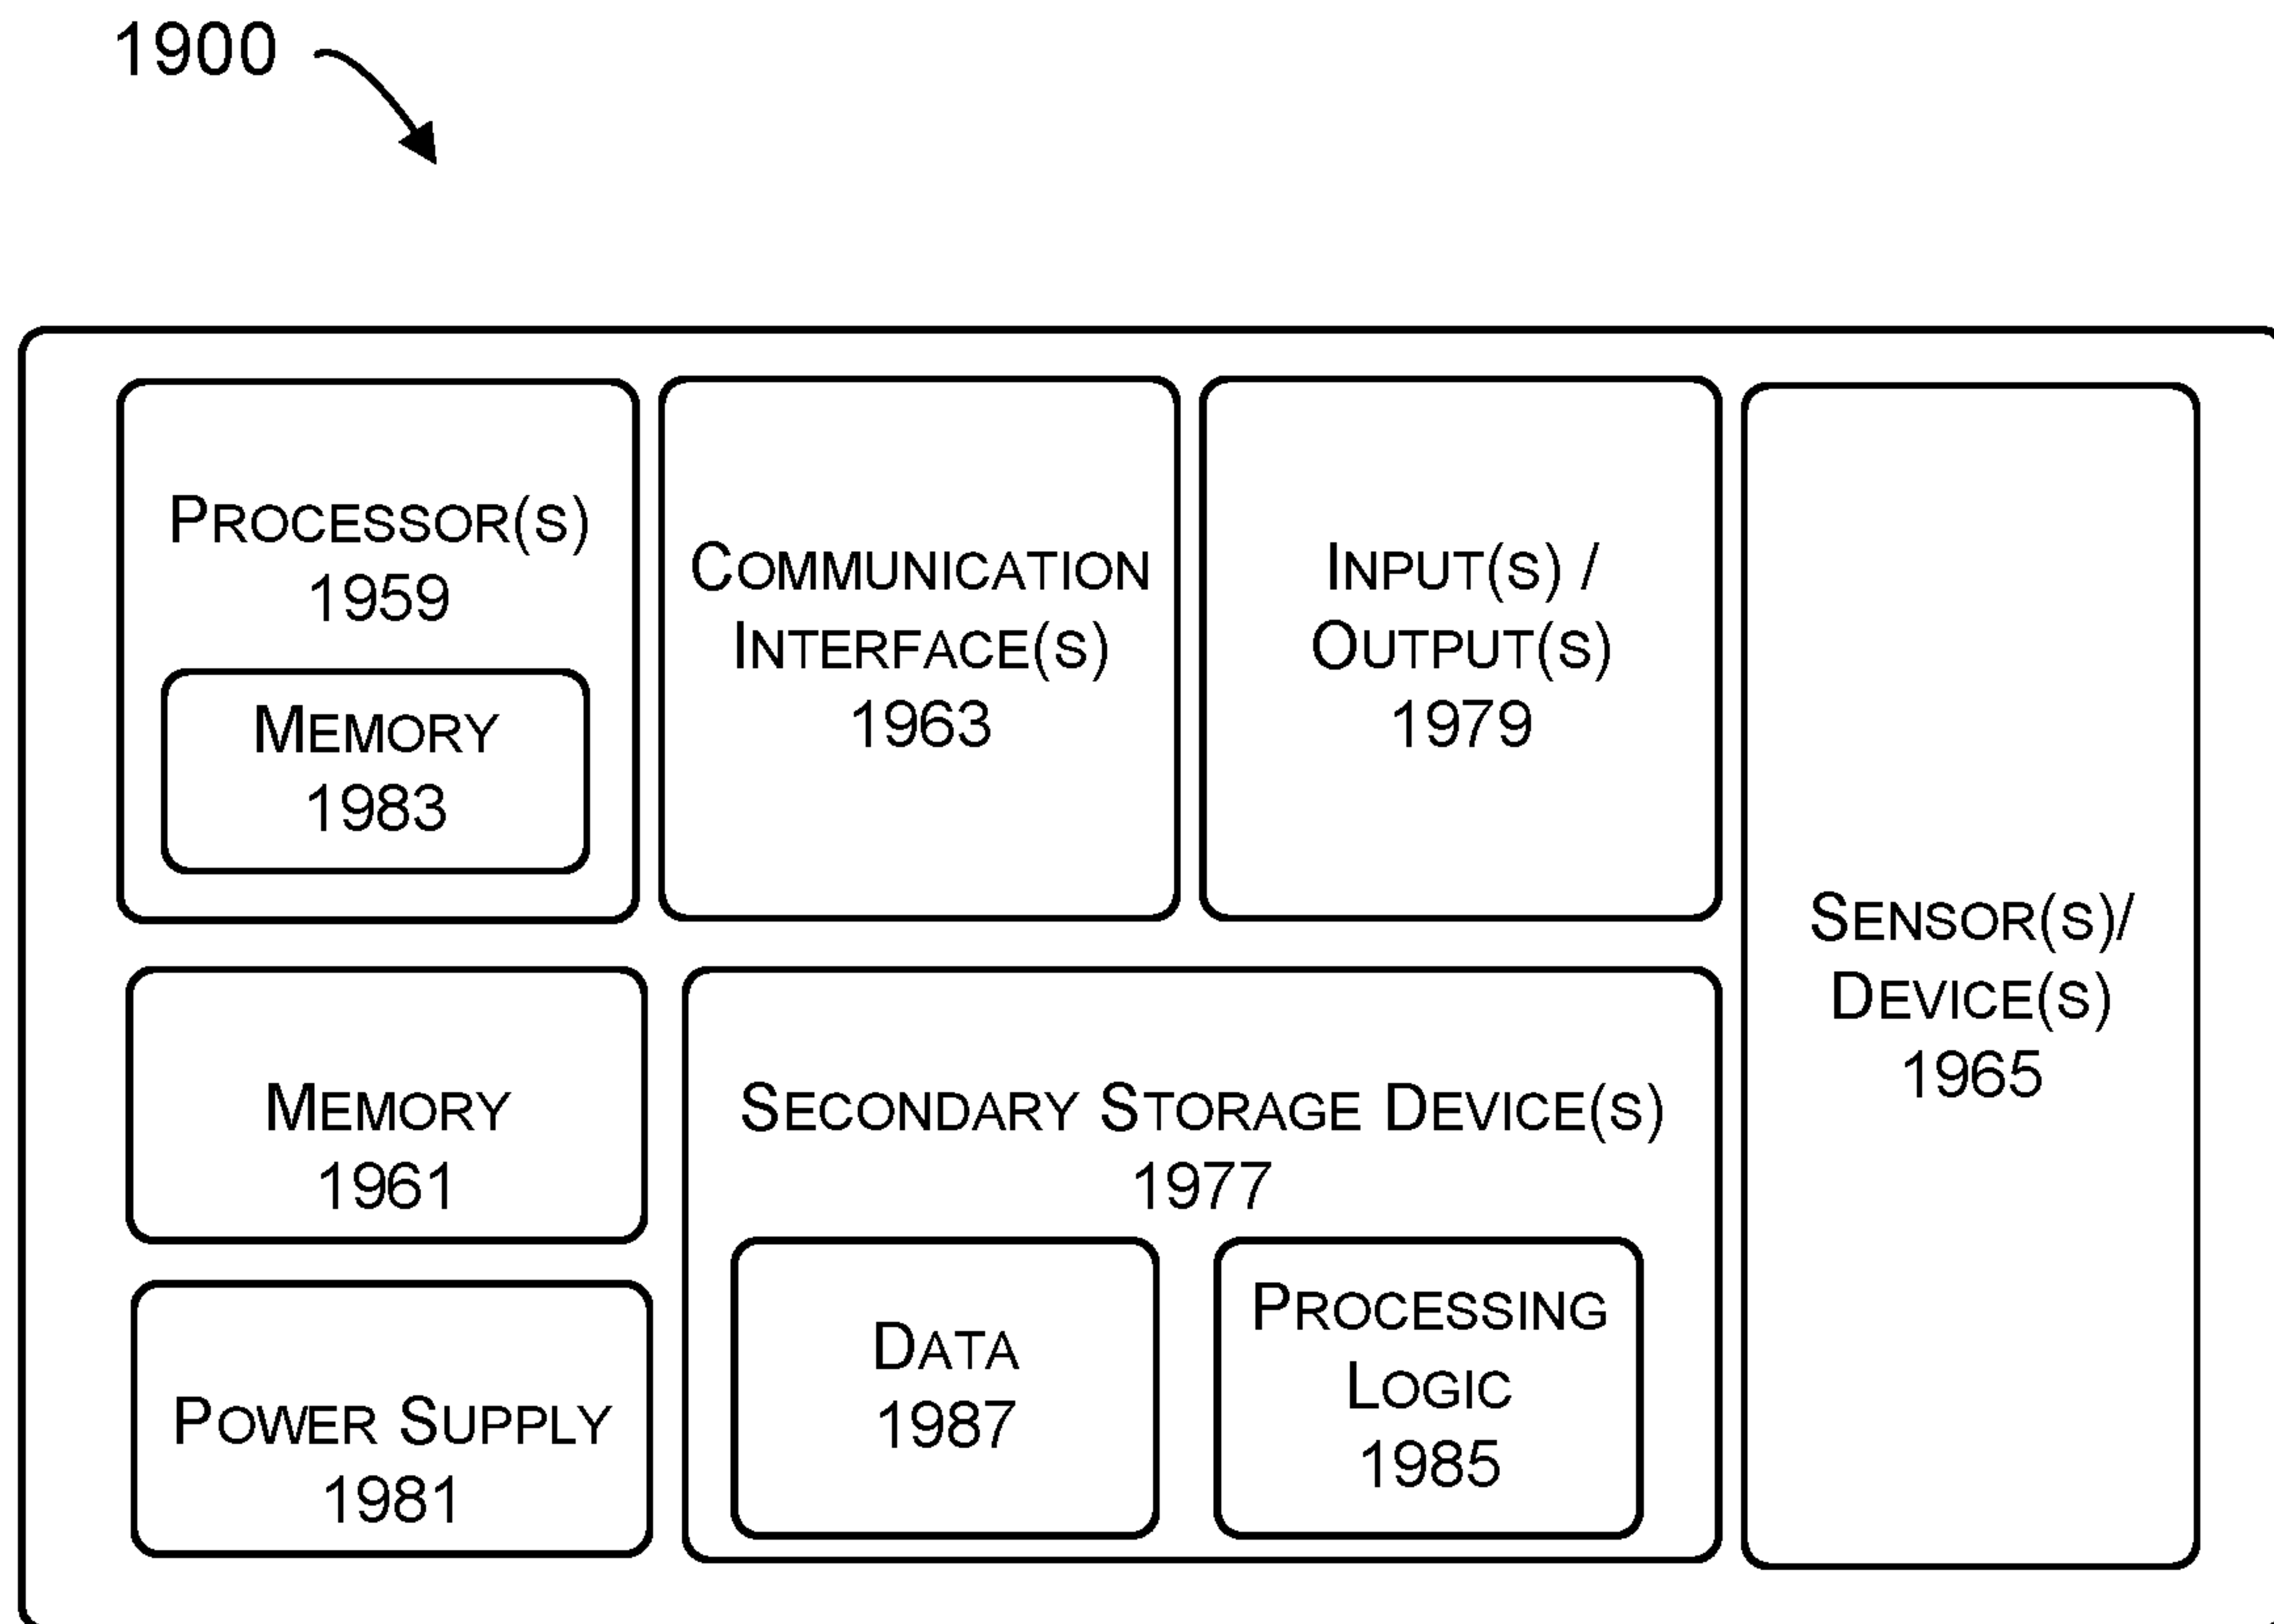 1900
PROCESSOR(S)
1959
MEMORY
1983
COMMUNICATION
INTERFACE(S)
1963
INPUT(S) /
OUTPUT(S)
1979
SENSOR(S)/
DEVICE(S)
1965
MEMORY
1961
SECONDARY STORAGE DEVICE(S)
1977
DATA
1987
PROCESSING
LOGIC
1985
POWER SUPPLY
1981